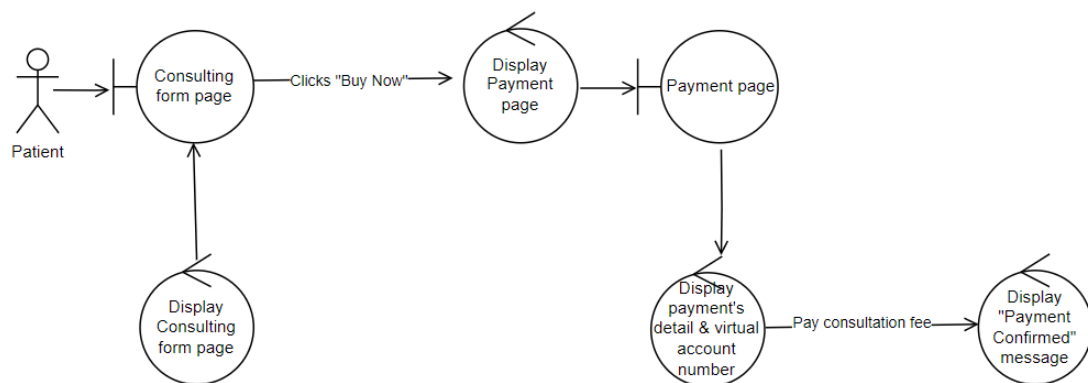 Patient
Consulting
form page
Clicks "Buy Now"
Display
Payment
page
Payment page
Display
Consulting
form page
Display
payment's
detail & virtual
account
number
Pay consultation fee
Display
"Payment
Confirmed"
message